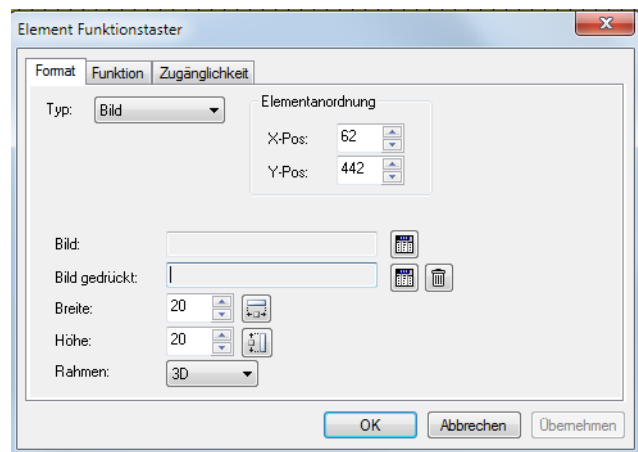 Element Funktionstaster
Format Funktion Zugänglichkeit
Typ: Bild
Elementanordnung
X-Pos: 62
Y-Pos: 442
Bild:
Bild gedrückt:
Breite: 20
Höhe: 20
Rahmen: 3D
OK Abbrechen Übernehmen